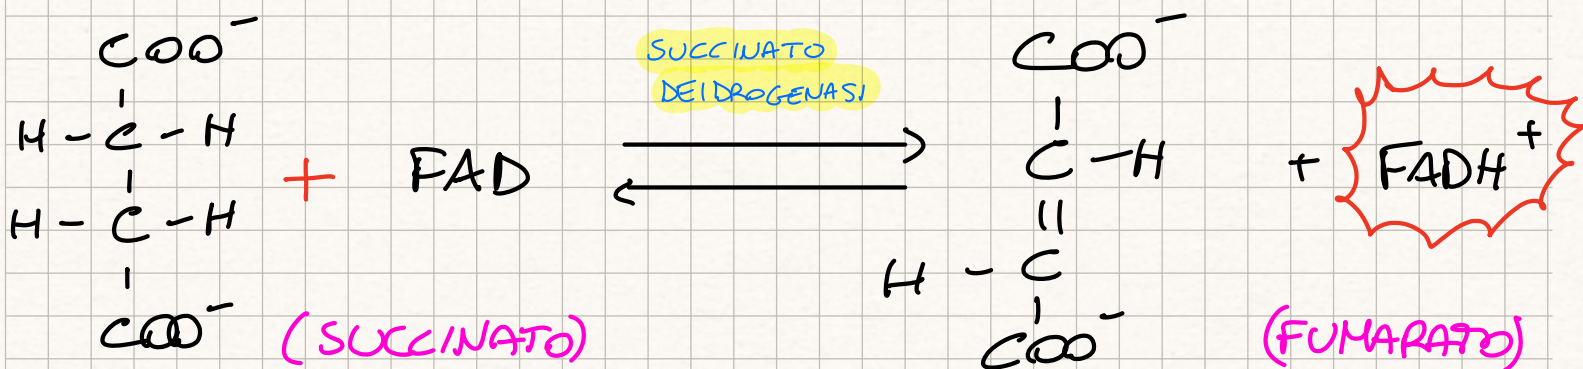 COO⁻
H - C - H
H - C - H
COO⁻
(SUCCINATO)
+
FAD
SUCCINATO
DEIDROGENASI
COO⁻
C - H
||
H - C
COO⁻
+ FADH⁺
(FUMARATO)